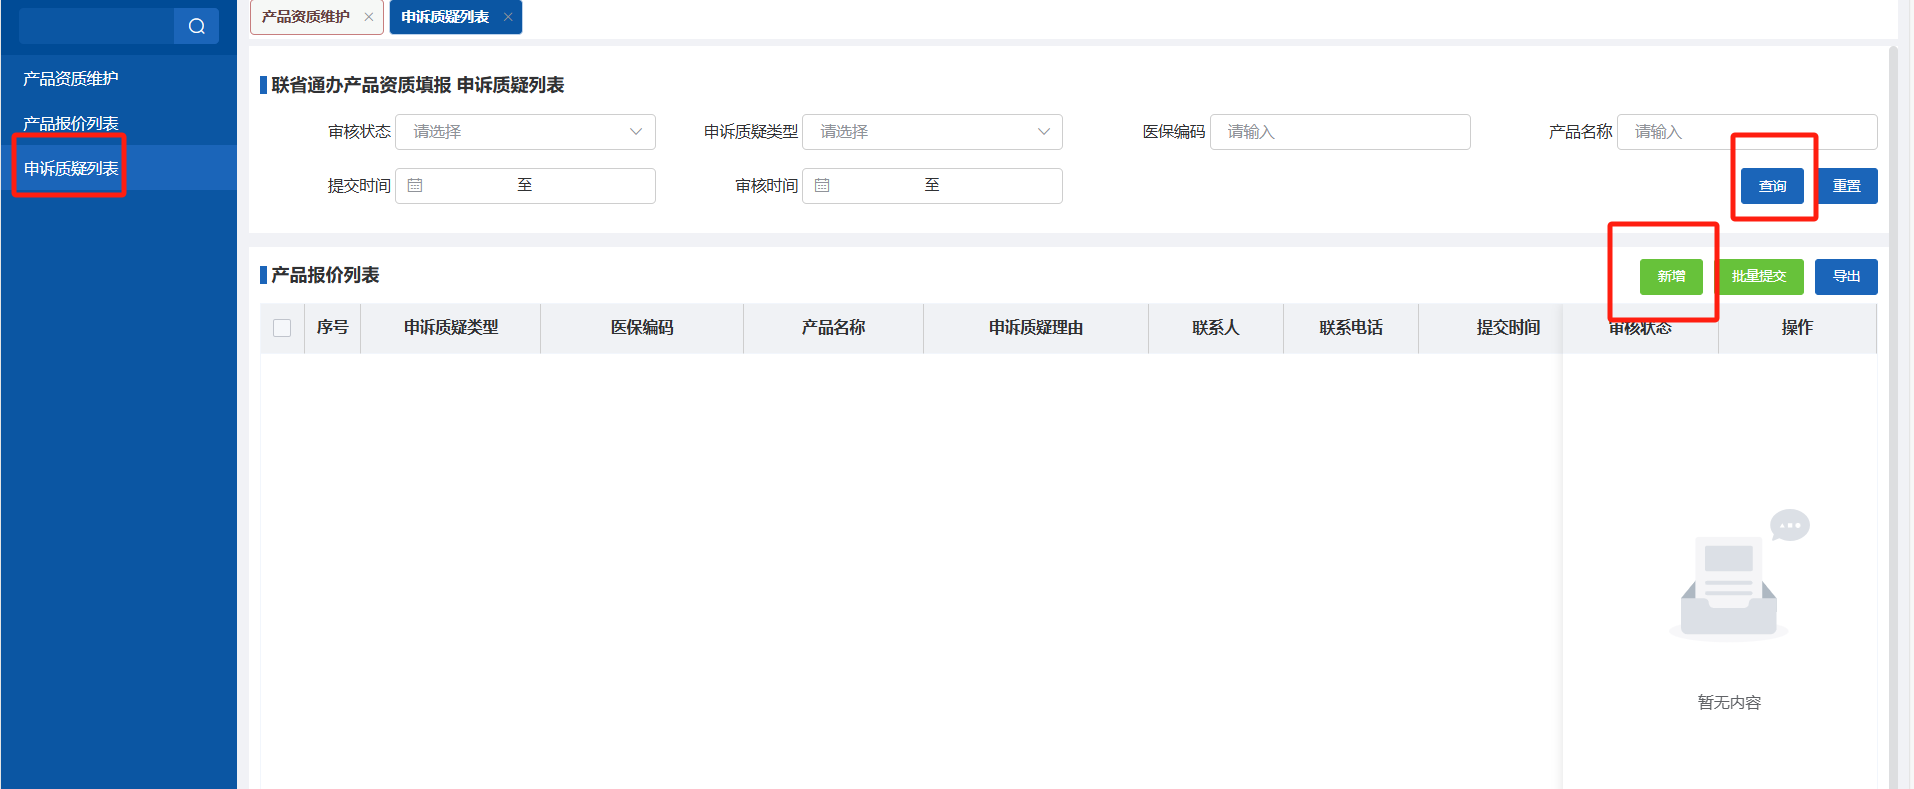 产品资质维护 ×
申诉质疑列表 ×
产品资质维护
产品报价列表
申诉质疑列表
联省通办产品资质填报 申诉质疑列表
审核状态 请选择 申诉质疑类型 请选择 医保编码 请输入 产品名称 请输入
提交时间 至 审核时间 至 查询 重置
产品报价列表 新增 批量提交 导出
序号 申诉质疑类型 医保编码 产品名称 申诉质疑理由 联系人 联系电话 提交时间 审核状态 操作
暂无内容